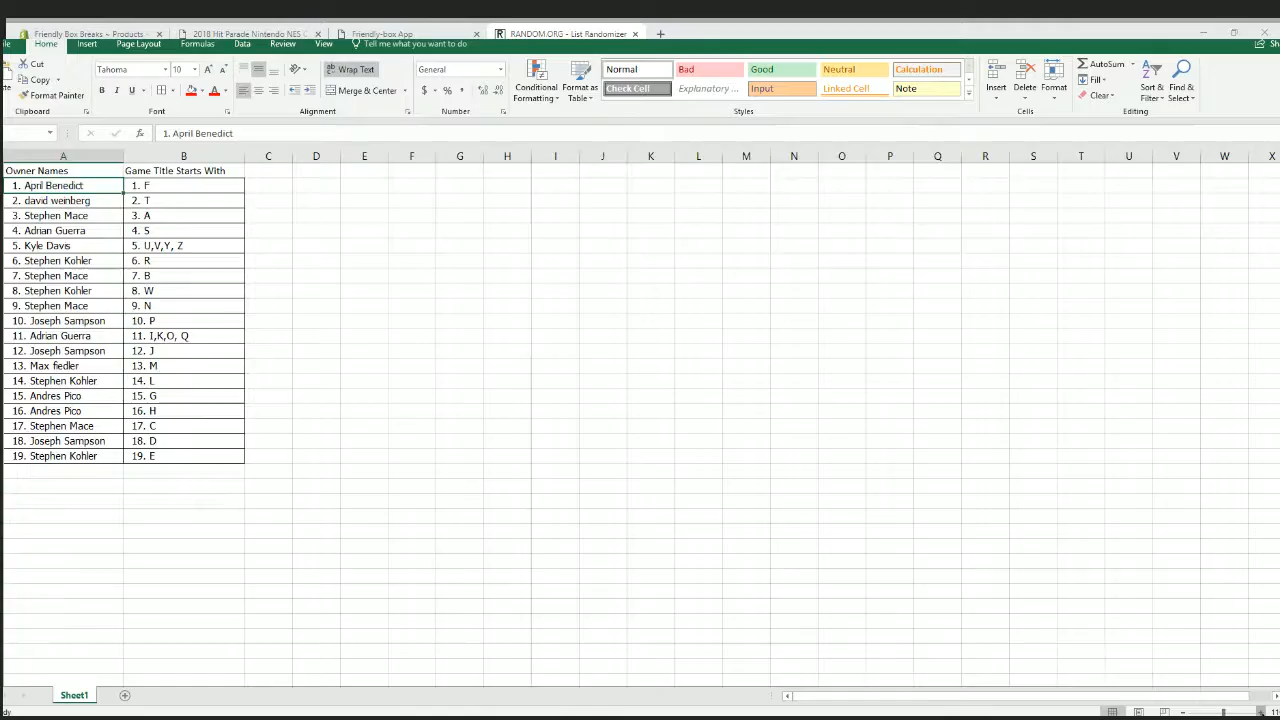 Friendly Box Breaks ~ Products - × 2018 Hit Parade Nintendo NES × Friendly-box App × RANDOM.ORG - List Randomizer × +
Home Insert Page Layout Formulas Data Review View Tell me what you want to do
Cut
Copy
Format Painter
Clipboard
Tahoma 10
B I U
Font
Wrap Text
Merge & Center
Alignment
General
$ % ,
Number
Conditional Formatting
Format as Table
Normal Bad Good Neutral Calculation
Check Cell Explanatory ... Input Linked Cell Note
Styles
Insert Delete Format
Cells
AutoSum
Fill
Clear
Sort & Filter
Find & Select
Editing
fx 1. April Benedict
A B C D E F G H I J K L M N O P Q R S T U V W X
Owner Names Game Title Starts With
1. April Benedict 1. F
2. david weinberg 2. T
3. Stephen Mace 3. A
4. Adrian Guerra 4. S
5. Kyle Davis 5. U,V,Y, Z
6. Stephen Kohler 6. R
7. Stephen Mace 7. B
8. Stephen Kohler 8. W
9. Stephen Mace 9. N
10. Joseph Sampson 10. P
11. Adrian Guerra 11. I,K,O, Q
12. Joseph Sampson 12. J
13. Max fiedler 13. M
14. Stephen Kohler 14. L
15. Andres Pico 15. G
16. Andres Pico 16. H
17. Stephen Mace 17. C
18. Joseph Sampson 18. D
19. Stephen Kohler 19. E
Sheet1